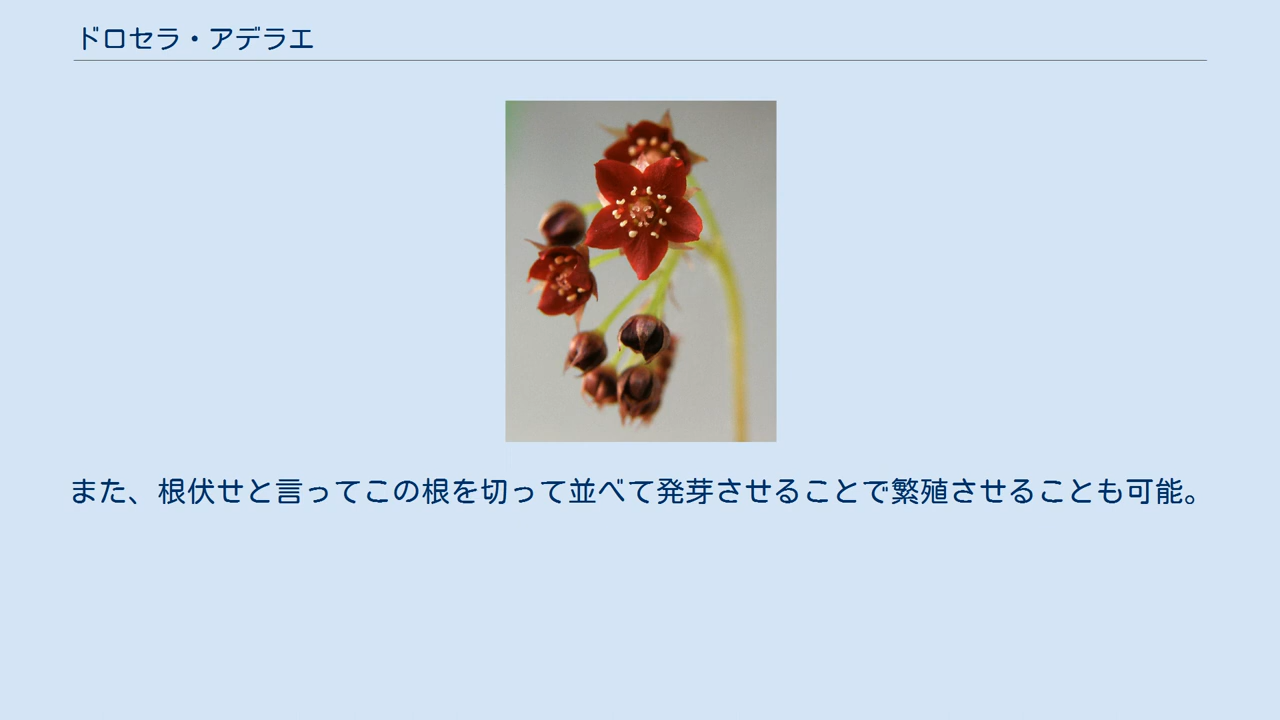 ドロセラ・アデラエ
また、根伏せと言ってこの根を切って並べて発芽させることで繁殖させることも可能。